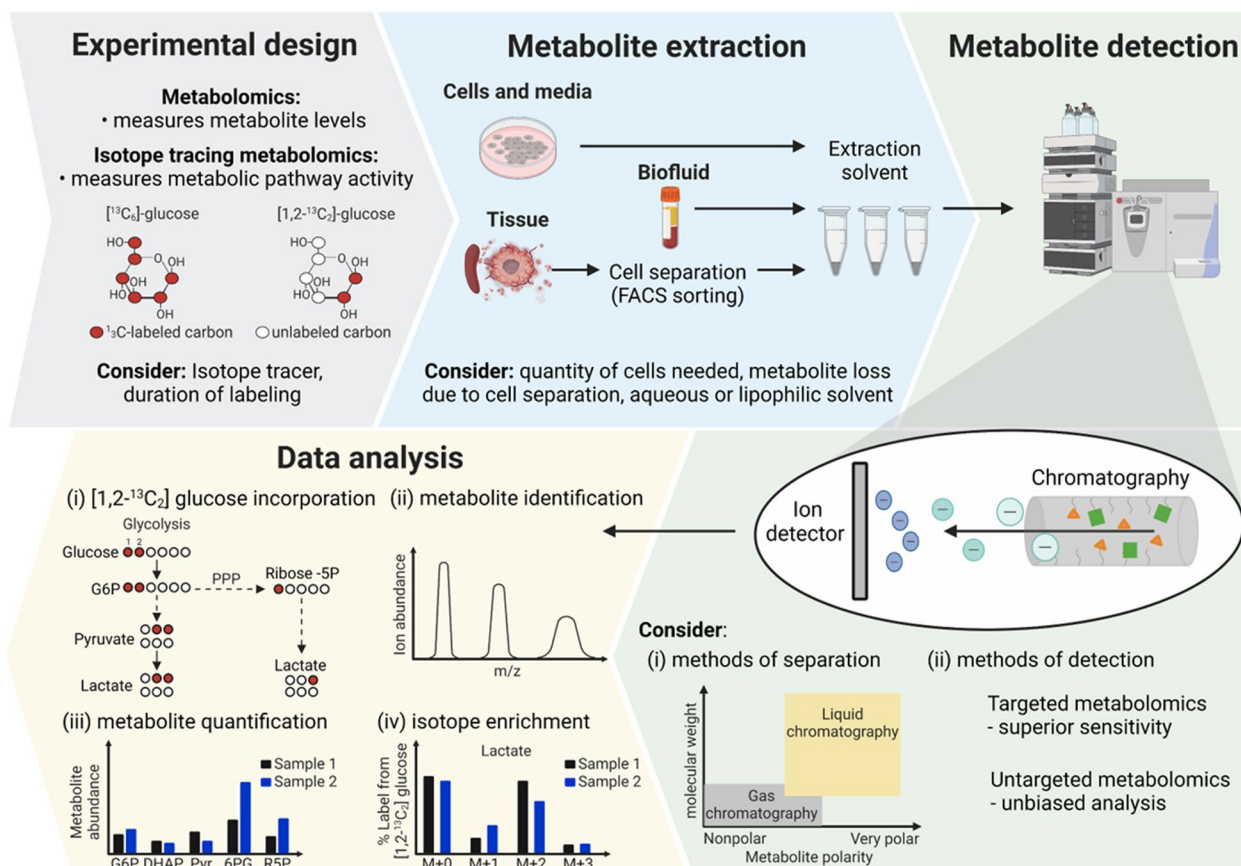 Experimental design
Metabolomics:
• measures metabolite levels
Isotope tracing metabolomics:
• measures metabolic pathway activity
[¹³C₆]-glucose
[1,2-¹³C₂]-glucose
HO
O
OH
OH
HO
OH
HO
O
OH
OH
HO
OH
¹₃C-labeled carbon
unlabeled carbon
Consider: Isotope tracer,
duration of labeling
Metabolite extraction
Cells and media
Biofluid
Tissue
Cell separation
(FACS sorting)
Extraction
solvent
Consider: quantity of cells needed, metabolite loss
due to cell separation, aqueous or lipophilic solvent
Metabolite detection
Ion
detector
Chromatography
Consider:
(i) methods of separation
molecular weight
Liquid
chromatography
Gas
chromatography
Nonpolar
Very polar
Metabolite polarity
(ii) methods of detection
Targeted metabolomics
- superior sensitivity
Untargeted metabolomics
- unbiased analysis
Data analysis
(i) [1,2-¹³C₂] glucose incorporation
Glycolysis
1 2
Glucose
G6P
PPP
Ribose -5P
Pyruvate
Lactate
Lactate
(ii) metabolite identification
Ion abundance
m/z
(iii) metabolite quantification
Metabolite
abundance
Sample 1
Sample 2
G6P DHAP Pyr 6PG R5P
(iv) isotope enrichment
% Label from
[1,2-¹³C₂] glucose
Lactate
Sample 1
Sample 2
M+0 M+1 M+2 M+3